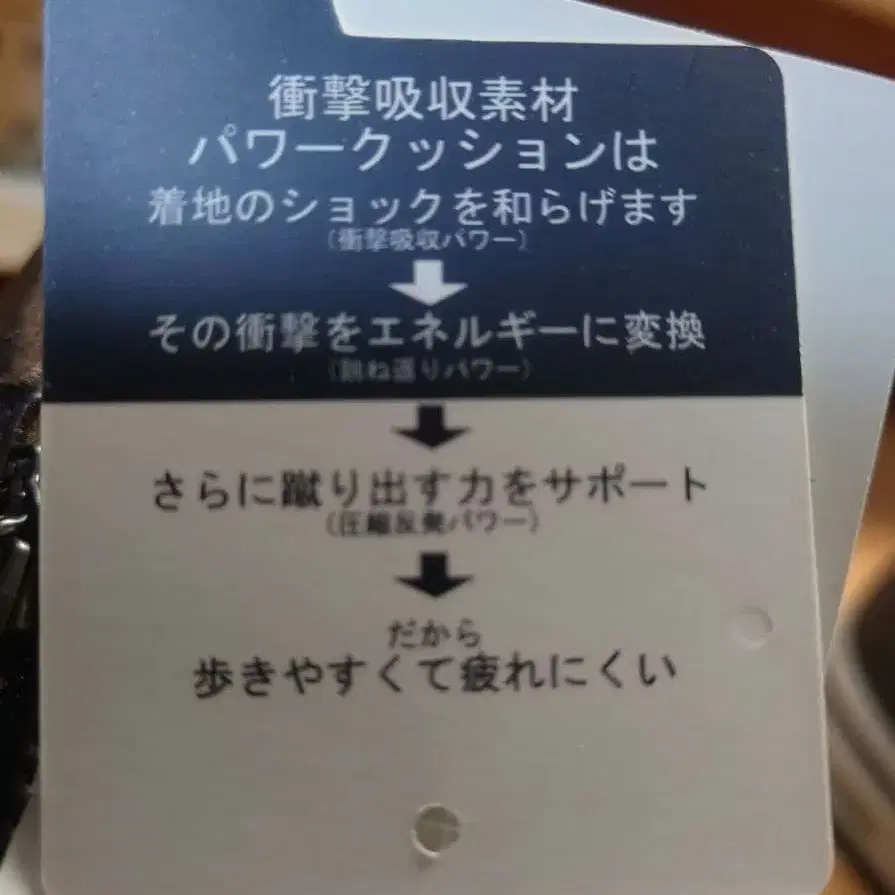 衝撃吸収素材
パワークッションは
着地のショックを和らげます
(衝撃吸収パワー)
その衝撃をエネルギーに変換
(跳ね返りパワー)
さらに蹴り出す力をサポート
(圧縮反発パワー)
だから
歩きやすくて疲れにくい